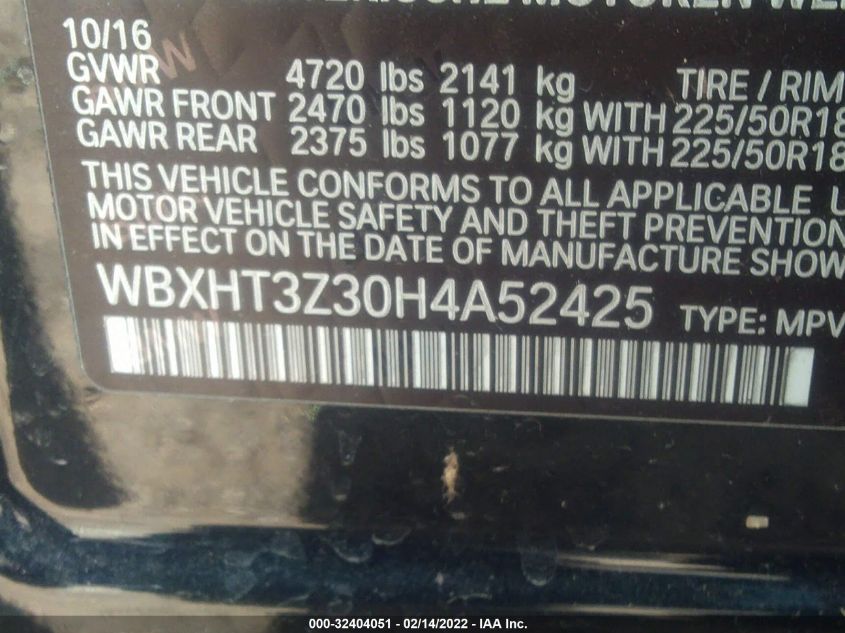 10/16
GVWR 4720 lbs 2141 kg TIRE / RIM
GAWR FRONT 2470 lbs 1120 kg WITH 225/50R18
GAWR REAR 2375 lbs 1077 kg WITH 225/50R18
THIS VEHICLE CONFORMS TO ALL APPLICABLE U
MOTOR VEHICLE SAFETY AND THEFT PREVENTION
IN EFFECT ON THE DATE OF MANUFACTURE SHOW
WBXHT3Z30H4A52425 TYPE: MPV
000-32404051 - 02/14/2022 - IAA Inc.